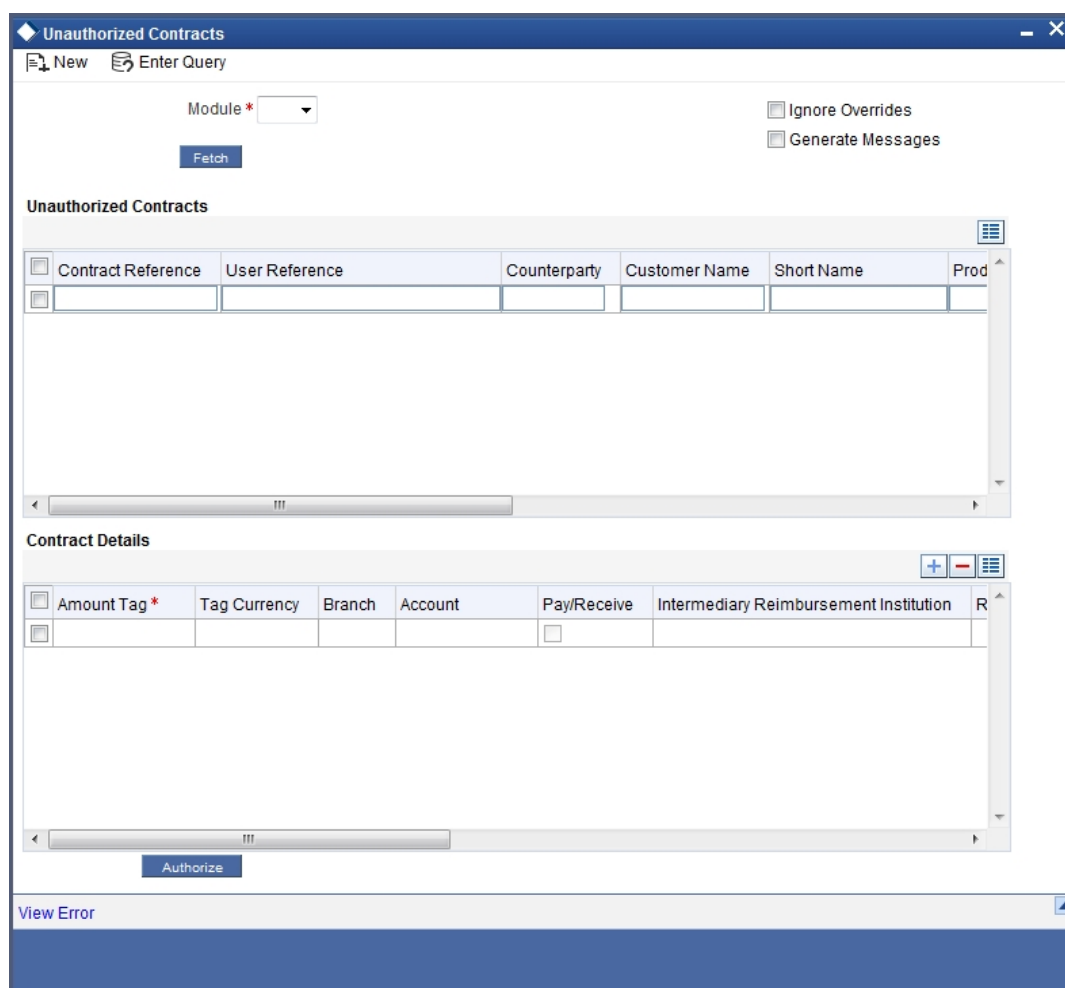 Unauthorized Contracts
New Enter Query
Module *
Ignore Overrides
Generate Messages
Fetch
Unauthorized Contracts
Contract Reference User Reference Counterparty Customer Name Short Name Prod
Contract Details
Amount Tag * Tag Currency Branch Account Pay/Receive Intermediary Reimbursement Institution R
Authorize
View Error